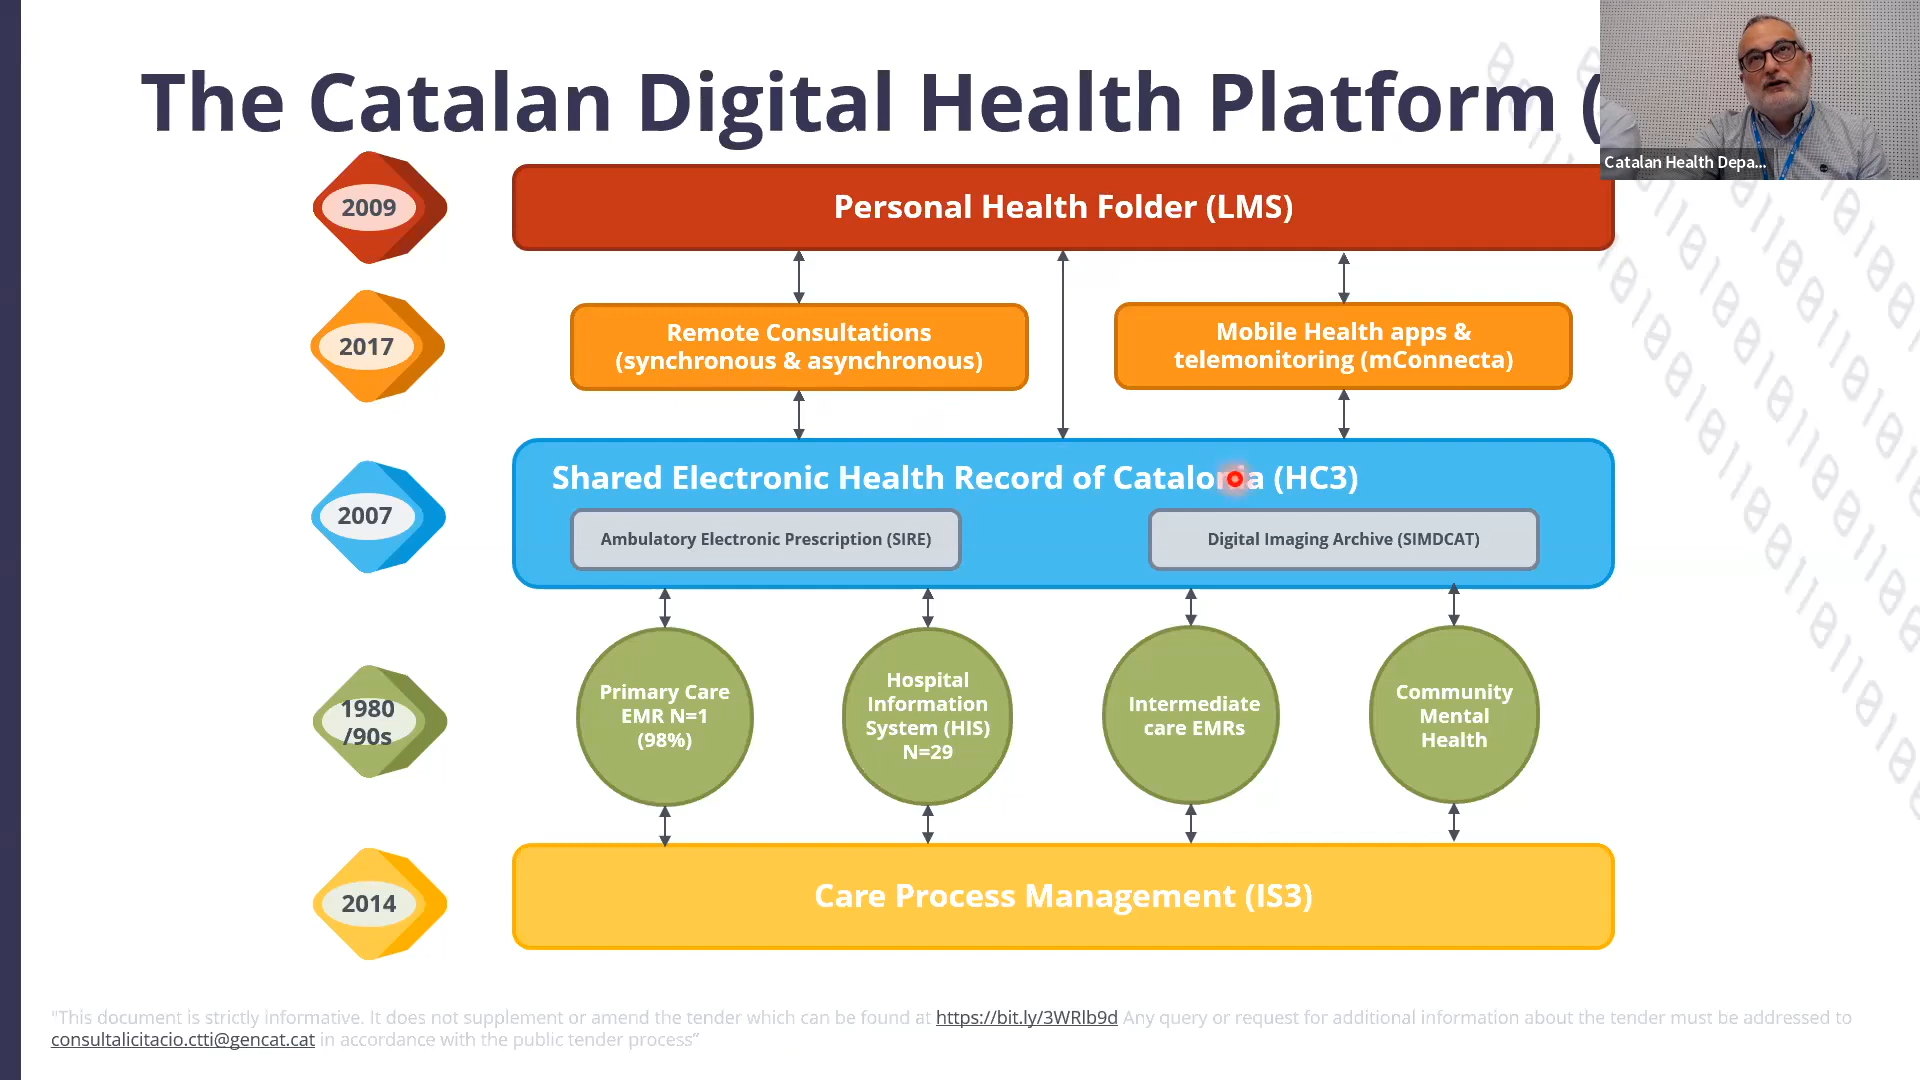 The Catalan Digital Health Platform (
Catalan Health Depa...
2009
Personal Health Folder (LMS)
2017
Remote Consultations
(synchronous & asynchronous)
Mobile Health apps &
telemonitoring (mConnecta)
2007
Shared Electronic Health Record of Catalonia (HC3)
Ambulatory Electronic Prescription (SIRE)
Digital Imaging Archive (SIMDCAT)
1980
/90s
Primary Care
EMR N=1
(98%)
Hospital
Information
System (HIS)
N=29
Intermediate
care EMRs
Community
Mental
Health
2014
Care Process Management (IS3)
"This document is strictly informative. It does not supplement or amend the tender which can be found at https://bit.ly/3WRlb9d Any query or request for additional information about the tender must be addressed to
consultalicitacio.ctti@gencat.cat in accordance with the public tender process”